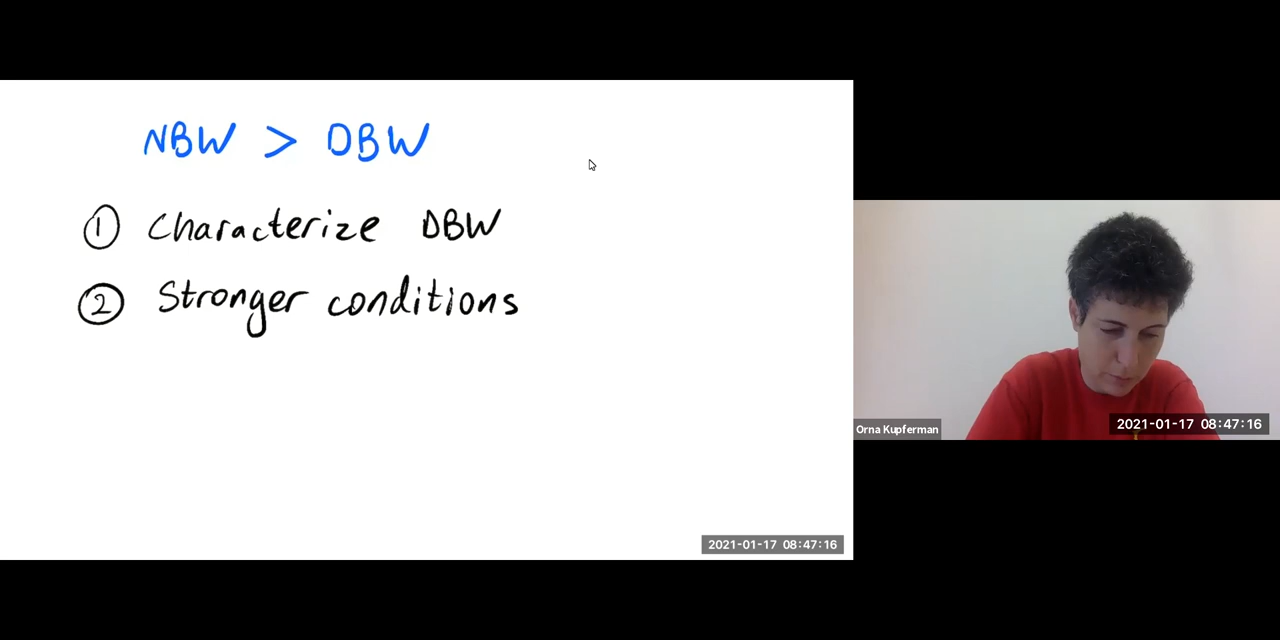 NBW > DBW
① Characterize DBW
② Stronger conditions
Orna Kupferman
2021-01-17 08:47:16
2021-01-17 08:47:16